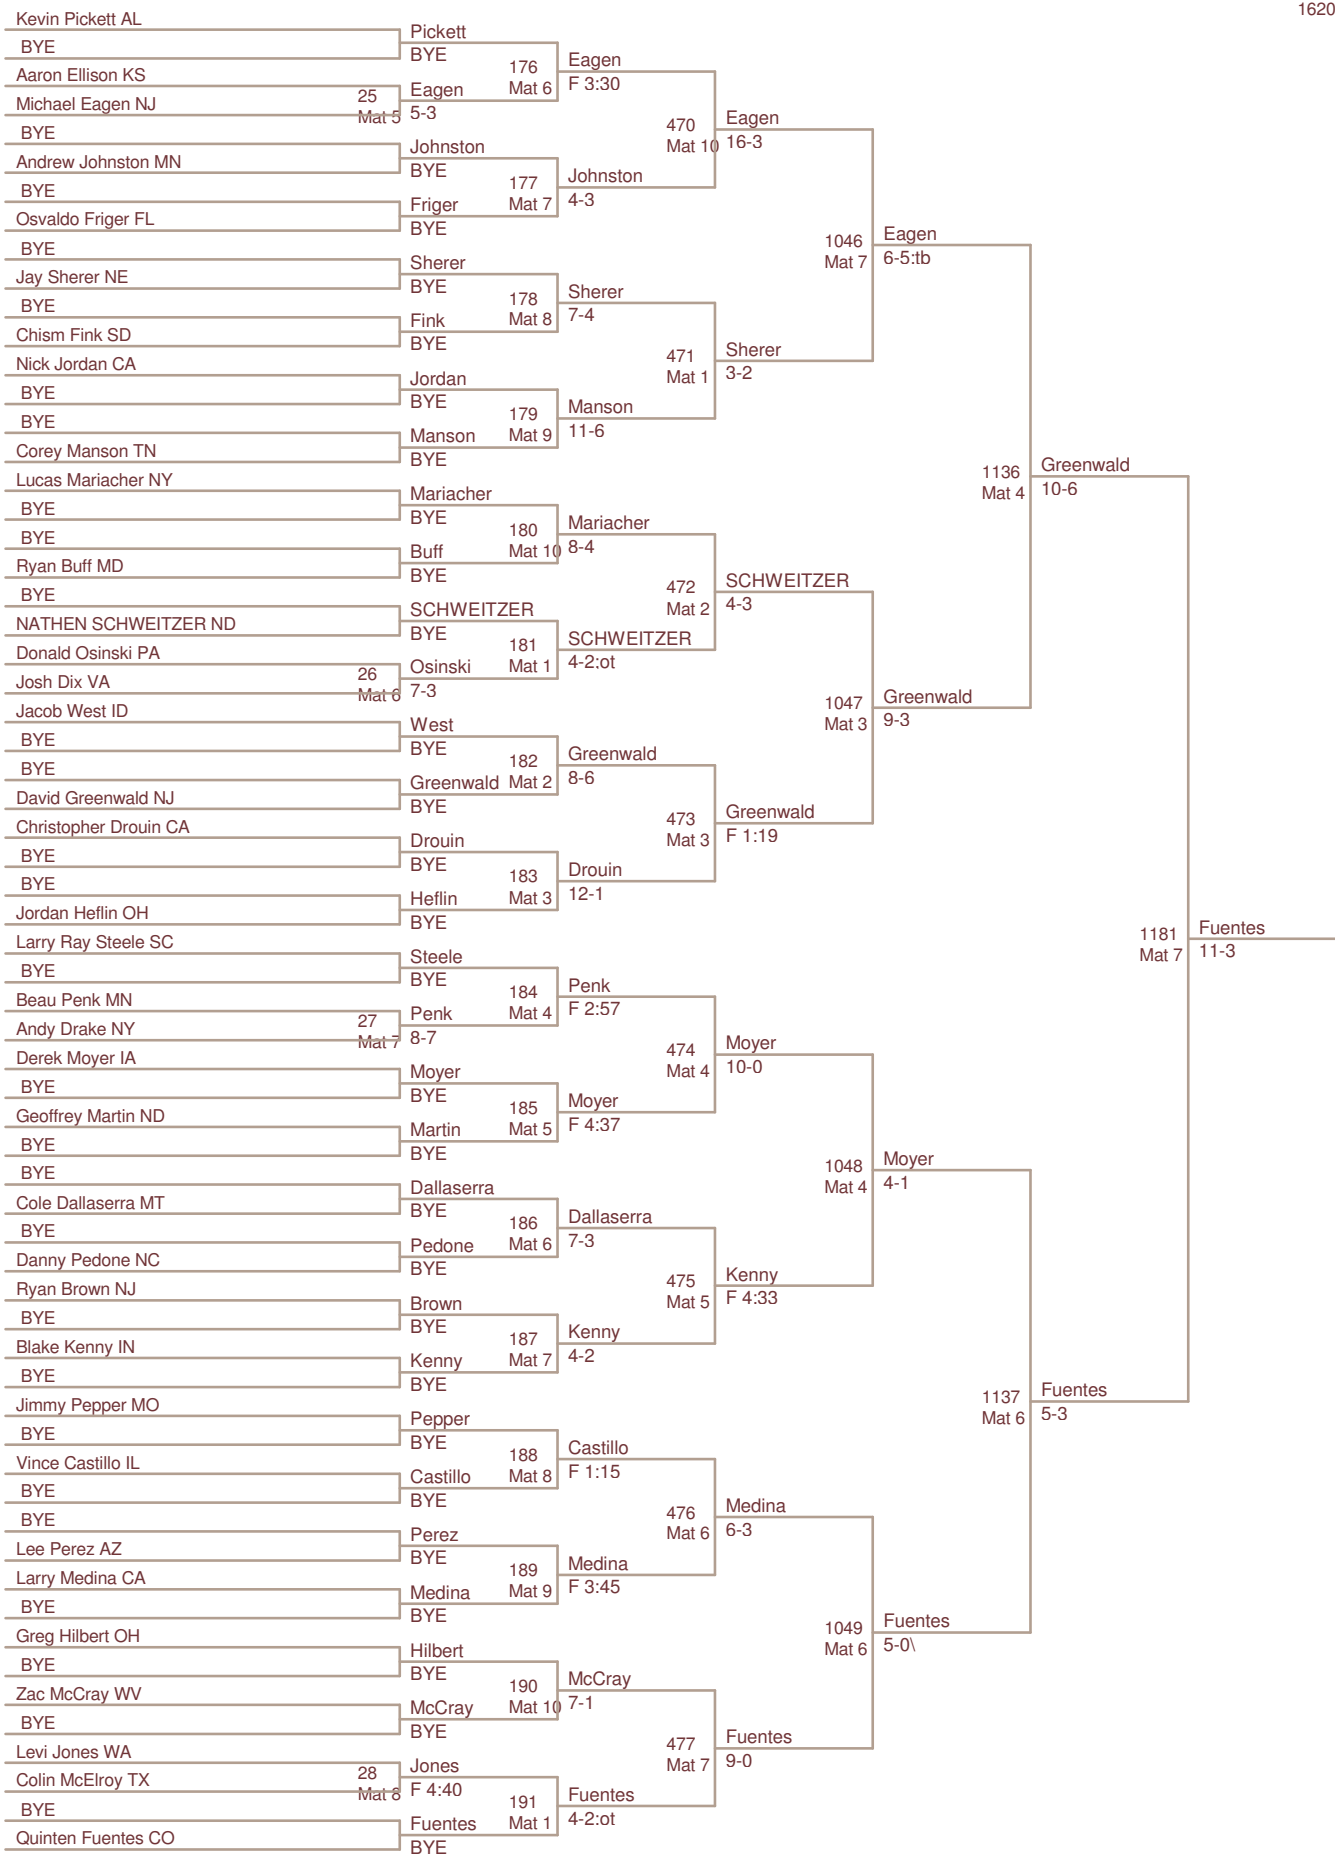 1620
Kevin Pickett AL
BYE
Aaron Ellison KS
Michael Eagen NJ
BYE
Andrew Johnston MN
BYE
Osvaldo Friger FL
BYE
Jay Sherer NE
BYE
Chism Fink SD
Nick Jordan CA
BYE
BYE
Corey Manson TN
Lucas Mariacher NY
BYE
BYE
Ryan Buff MD
BYE
NATHEN SCHWEITZER ND
Donald Osinski PA
Josh Dix VA
Jacob West ID
BYE
BYE
David Greenwald NJ
Christopher Drouin CA
BYE
BYE
Jordan Heflin OH
Larry Ray Steele SC
BYE
Beau Penk MN
Andy Drake NY
Derek Moyer IA
BYE
Geoffrey Martin ND
BYE
BYE
Cole Dallaserra MT
BYE
Danny Pedone NC
Ryan Brown NJ
BYE
Blake Kenny IN
BYE
Jimmy Pepper MO
BYE
Vince Castillo IL
BYE
BYE
Lee Perez AZ
Larry Medina CA
BYE
Greg Hilbert OH
BYE
Zac McCray WV
BYE
Levi Jones WA
Colin McElroy TX
BYE
Quinten Fuentes CO
25
Mat 5
26
Mat 6
27
Mat 7
28
Mat 8
Pickett
BYE
Eagen
5-3
Johnston
BYE
Friger
BYE
Sherer
BYE
Fink
BYE
Jordan
BYE
Manson
BYE
Mariacher
BYE
Buff
BYE
SCHWEITZER
BYE
Osinski
7-3
West
BYE
Greenwald
BYE
Drouin
BYE
Heflin
BYE
Steele
BYE
Penk
8-7
Moyer
BYE
Martin
BYE
Dallaserra
BYE
Pedone
BYE
Brown
BYE
Kenny
BYE
Pepper
BYE
Castillo
BYE
Perez
BYE
Medina
BYE
Hilbert
BYE
McCray
BYE
Jones
F 4:40
Fuentes
BYE
176
Mat 6
177
Mat 7
178
Mat 8
179
Mat 9
180
Mat 10
181
Mat 1
182
Mat 2
183
Mat 3
184
Mat 4
185
Mat 5
186
Mat 6
187
Mat 7
188
Mat 8
189
Mat 9
190
Mat 10
191
Mat 1
Eagen
F 3:30
Johnston
4-3
Sherer
7-4
Manson
11-6
Mariacher
8-4
SCHWEITZER
4-2:ot
Greenwald
8-6
Drouin
12-1
Penk
F 2:57
Moyer
F 4:37
Dallaserra
7-3
Kenny
4-2
Castillo
F 1:15
Medina
F 3:45
McCray
7-1
Fuentes
4-2:ot
470
Mat 10
471
Mat 1
472
Mat 2
473
Mat 3
474
Mat 4
475
Mat 5
476
Mat 6
477
Mat 7
Eagen
16-3
Sherer
3-2
SCHWEITZER
4-3
Greenwald
F 1:19
Moyer
10-0
Kenny
F 4:33
Medina
6-3
Fuentes
9-0
1046
Mat 7
1047
Mat 3
1048
Mat 4
1049
Mat 6
Eagen
6-5:tb
Greenwald
9-3
Moyer
4-1
Fuentes
5-0\
1136
Mat 4
1137
Mat 6
Greenwald
10-6
Fuentes
5-3
1181
Mat 7
Fuentes
11-3